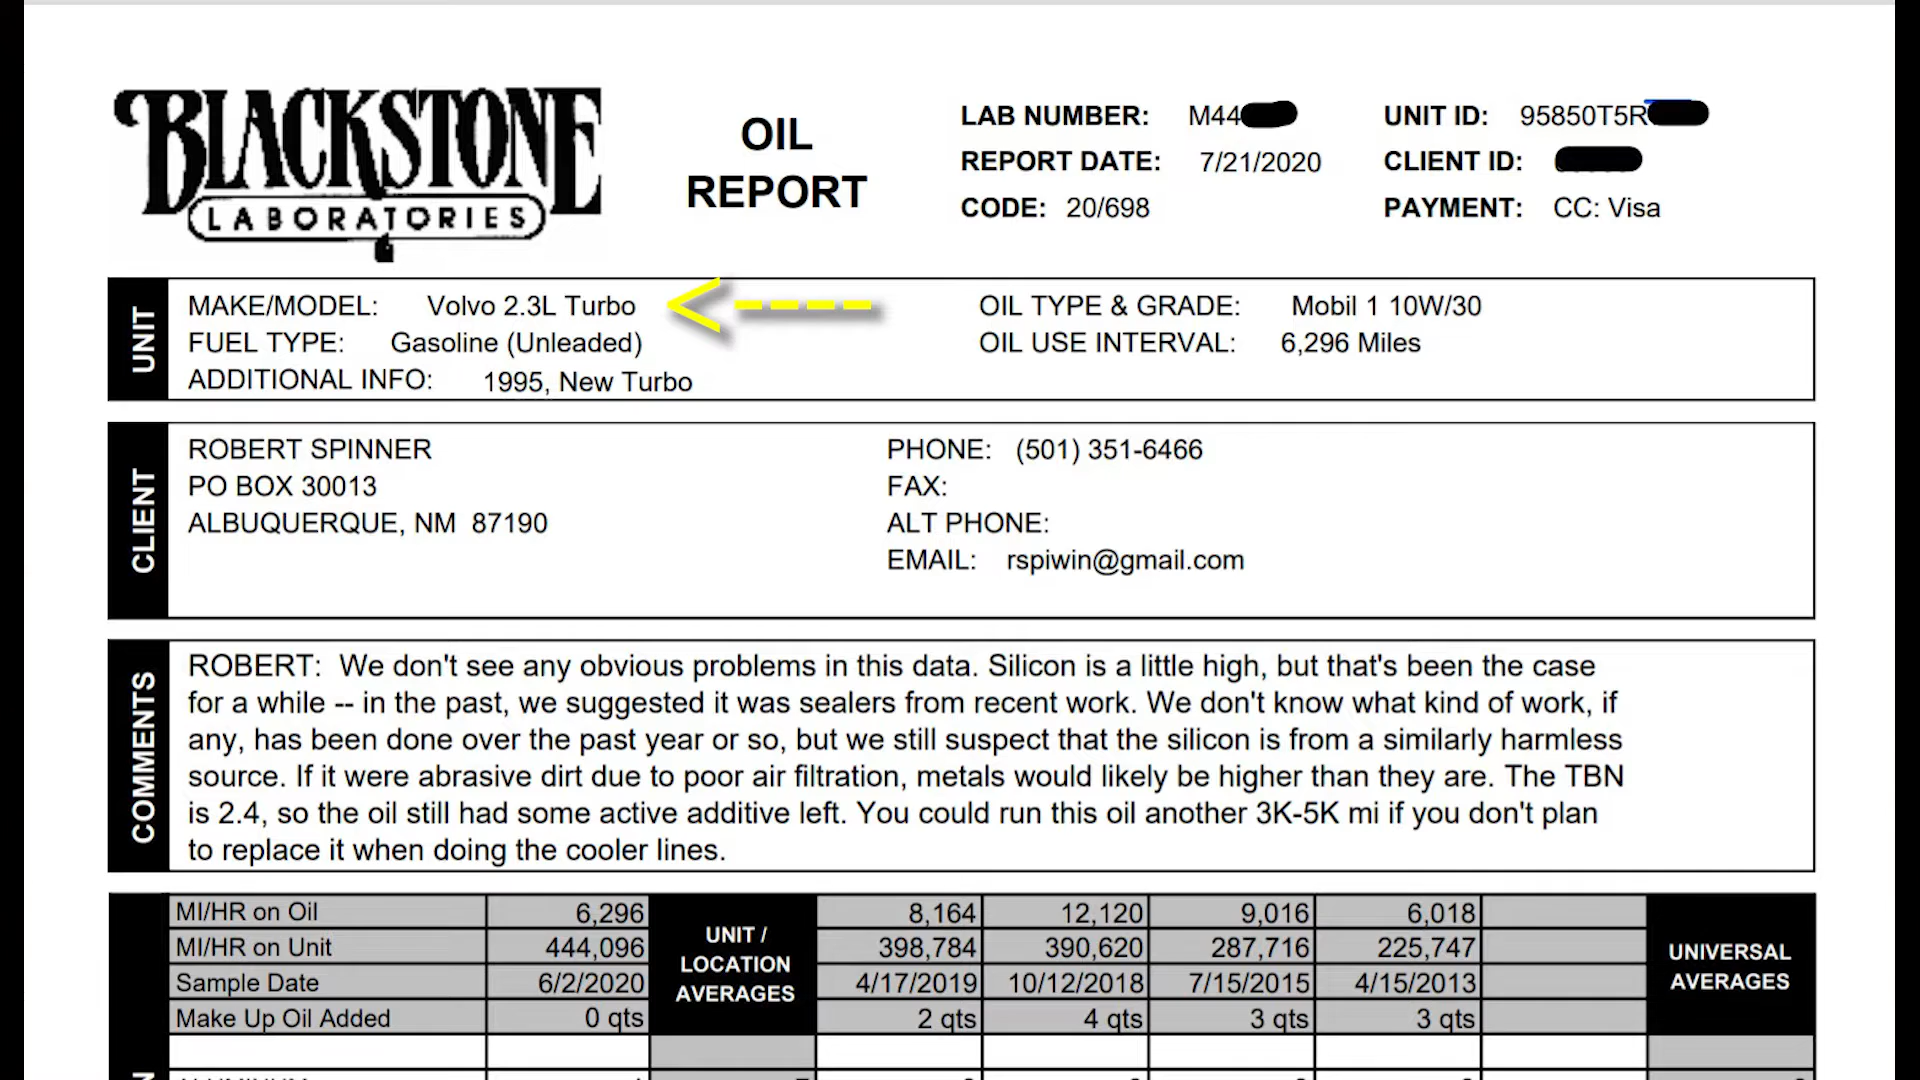 BLACKSTONE
LABORATORIES
OIL
REPORT
LAB NUMBER: M44
REPORT DATE: 7/21/2020
CODE: 20/698
UNIT ID: 95850T5R
CLIENT ID:
PAYMENT: CC: Visa
UNIT
MAKE/MODEL: Volvo 2.3L Turbo
FUEL TYPE: Gasoline (Unleaded)
ADDITIONAL INFO: 1995, New Turbo
OIL TYPE & GRADE: Mobil 1 10W/30
OIL USE INTERVAL: 6,296 Miles
CLIENT
ROBERT SPINNER
PO BOX 30013
ALBUQUERQUE, NM 87190
PHONE: (501) 351-6466
FAX:
ALT PHONE:
EMAIL: rspiwin@gmail.com
COMMENTS
ROBERT: We don't see any obvious problems in this data. Silicon is a little high, but that's been the case
for a while -- in the past, we suggested it was sealers from recent work. We don't know what kind of work, if
any, has been done over the past year or so, but we still suspect that the silicon is from a similarly harmless
source. If it were abrasive dirt due to poor air filtration, metals would likely be higher than they are. The TBN
is 2.4, so the oil still had some active additive left. You could run this oil another 3K-5K mi if you don't plan
to replace it when doing the cooler lines.
MI/HR on Oil 6,296 8,164 12,120 9,016 6,018
MI/HR on Unit 444,096 398,784 390,620 287,716 225,747
Sample Date 6/2/2020 4/17/2019 10/12/2018 7/15/2015 4/15/2013
Make Up Oil Added 0 qts 2 qts 4 qts 3 qts 3 qts
UNIT /
LOCATION
AVERAGES
UNIVERSAL
AVERAGES